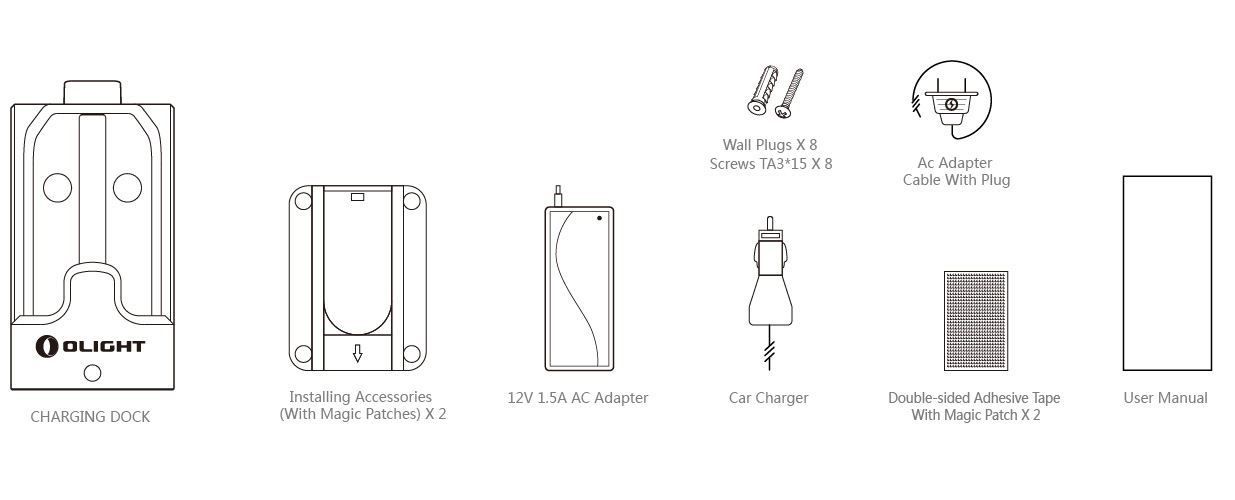 OLIGHT
CHARGING DOCK
Installing Accessories
(With Magic Patches) X 2
12V 1.5A AC Adapter
Wall Plugs X 8
Screws TA3*15 X 8
Car Charger
Ac Adapter
Cable With Plug
Double-sided Adhesive Tape
With Magic Patch X 2
User Manual